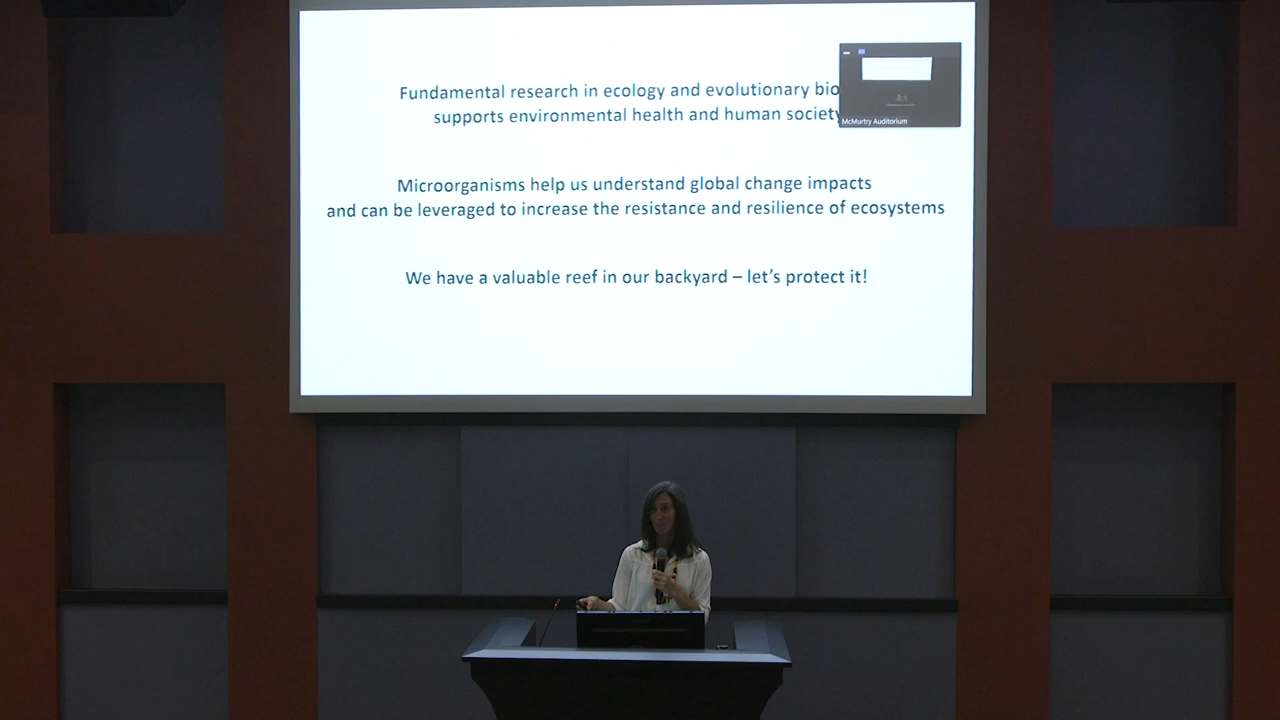 Fundamental research in ecology and evolutionary bio
supports environmental health and human society
McMurtry Auditorium
Microorganisms help us understand global change impacts
and can be leveraged to increase the resistance and resilience of ecosystems
We have a valuable reef in our backyard – let's protect it!